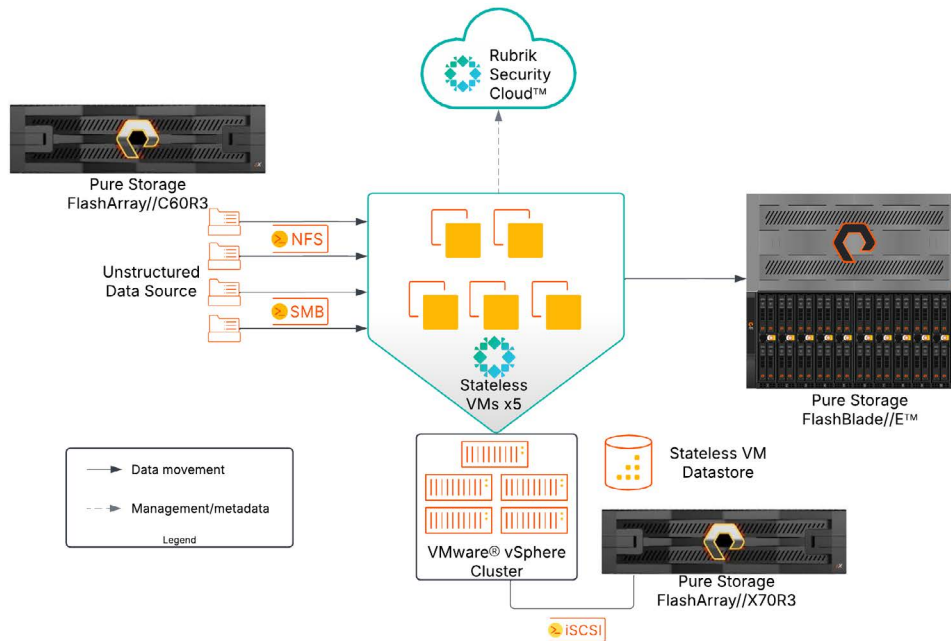 Rubrik
Security
Cloud™
Pure Storage
FlashArray//C60R3
NFS
Unstructured
Data Source
SMB
Stateless
VMs x5
Pure Storage
FlashBlade//E™
Data movement
Management/metadata
Legend
VMware® vSphere
Cluster
Stateless VM
Datastore
Pure Storage
FlashArray//X70R3
iSCSI